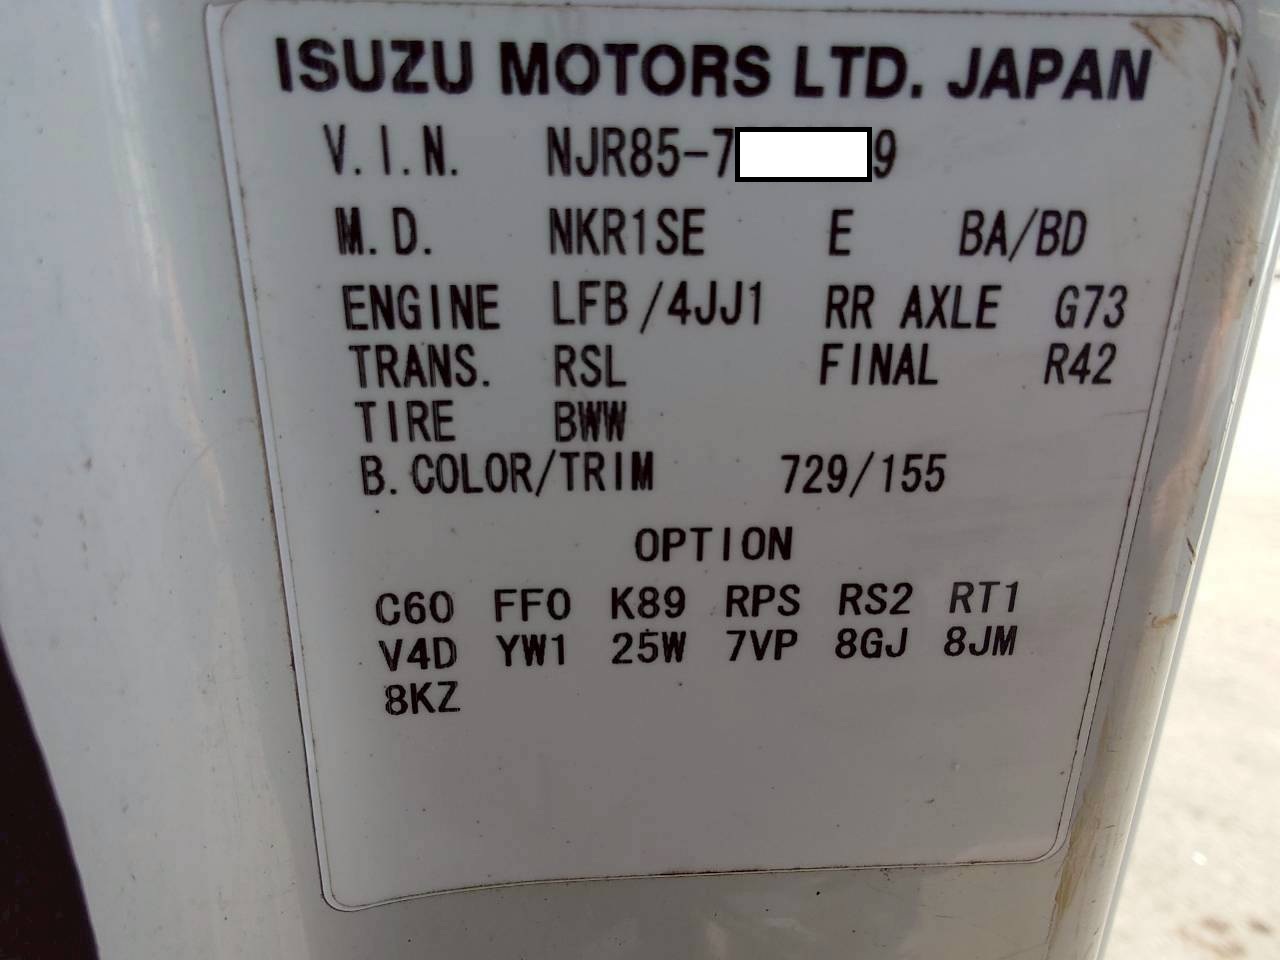 ISUZU MOTORS LTD. JAPAN
V.I.N. NJR85-7 9
M.D. NKR1SE E BA/BD
ENGINE LFB/4JJ1 RR AXLE G73
TRANS. RSL FINAL R42
TIRE BWW
B.COLOR/TRIM 729/155
OPTION
C60 FF0 K89 RPS RS2 RT1
V4D YW1 25W 7VP 8GJ 8JM
8KZ